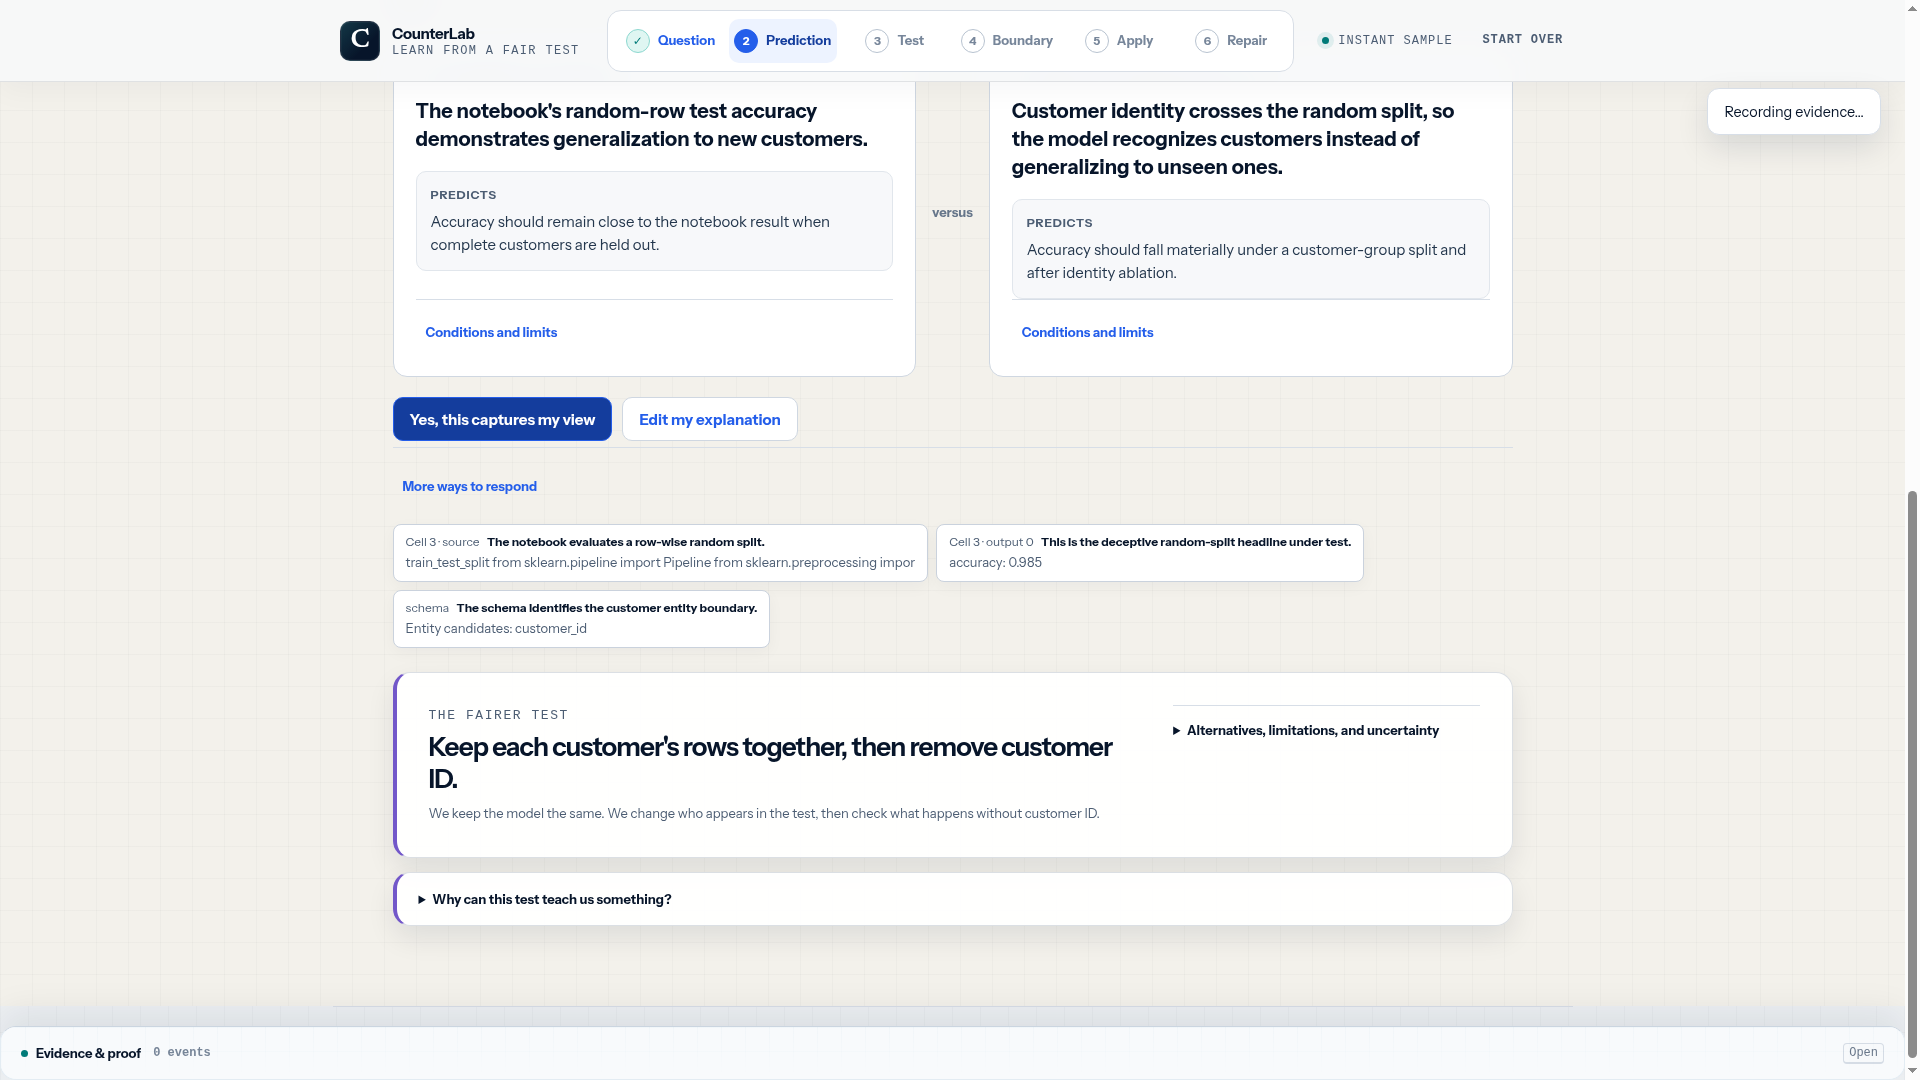 C
CounterLab
LEARN FROM A FAIR TEST
✓ Question
2 Prediction
3 Test
4 Boundary
5 Apply
6 Repair
INSTANT SAMPLE
START OVER
Recording evidence...
The notebook's random-row test accuracy
demonstrates generalization to new customers.
PREDICTS
Accuracy should remain close to the notebook result when
complete customers are held out.
Conditions and limits
versus
Customer identity crosses the random split, so
the model recognizes customers instead of
generalizing to unseen ones.
PREDICTS
Accuracy should fall materially under a customer-group split and
after identity ablation.
Conditions and limits
Yes, this captures my view
Edit my explanation
More ways to respond
Cell 3 · source The notebook evaluates a row-wise random split.
train_test_split from sklearn.pipeline import Pipeline from sklearn.preprocessing impor
Cell 3 · output 0 This is the deceptive random-split headline under test.
accuracy: 0.985
schema The schema identifies the customer entity boundary.
Entity candidates: customer_id
THE FAIRER TEST
Keep each customer's rows together, then remove customer
ID.
We keep the model the same. We change who appears in the test, then check what happens without customer ID.
Alternatives, limitations, and uncertainty
Why can this test teach us something?
Evidence & proof 0 events
Open